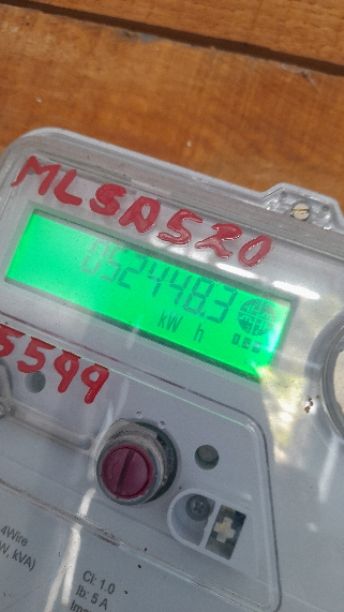 MLSA520
052448.3
kW h
5599
4Wire
W, kVA)
Cl: 1.0
Ib: 5 A